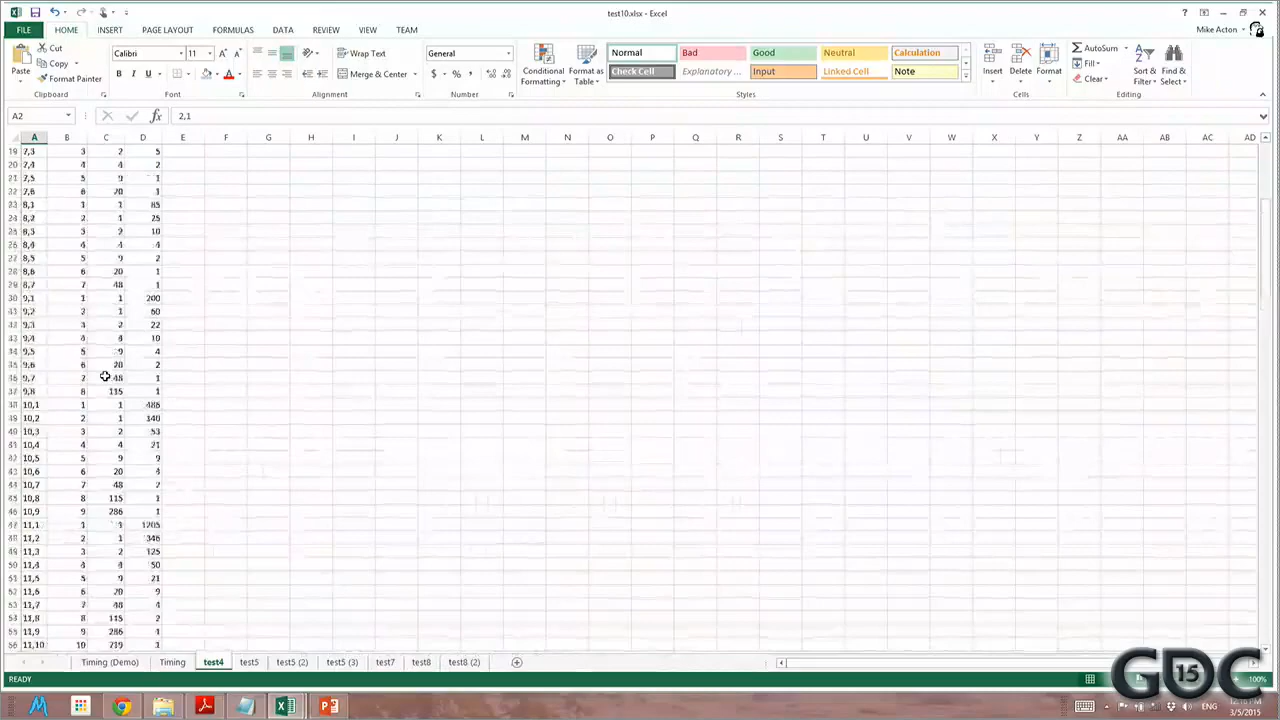 test10.xlsx - Excel
FILE HOME INSERT PAGE LAYOUT FORMULAS DATA REVIEW VIEW TEAM Mike Acton
Paste Cut Copy Format Painter Clipboard
Calibri 11 B I U A Font
Wrap Text Merge & Center Alignment
General $ % , Number
Conditional Formatting Format as Table
Normal Bad Good Neutral Calculation
Check Cell Explanatory ... Input Linked Cell Note
Styles
Insert Delete Format Cells
AutoSum Fill Clear Sort & Filter Find & Select Editing
A2 fx 2,1
A B C D E F G H I J K L M N O P Q R S T U V W X Y Z AA AB AC AD
19 7,3 3 2 5
20 7,4 4 4 2
21 7,5 5 9 1
22 7,6 6 20 1
23 8,1 1 1 85
24 8,2 2 1 25
25 8,3 3 2 10
26 8,4 4 4 4
27 8,5 5 9 2
28 8,6 6 20 1
29 8,7 7 48 1
30 9,1 1 1 200
31 9,2 2 1 60
32 9,3 3 2 22
33 9,4 4 4 10
34 9,5 5 9 4
35 9,6 6 20 2
36 9,7 7 48 1
37 9,8 8 115 1
38 10,1 1 1 486
39 10,2 2 1 140
40 10,3 3 2 53
41 10,4 4 4 21
42 10,5 5 9 9
43 10,6 6 20 4
44 10,7 7 48 2
45 10,8 8 115 1
46 10,9 9 286 1
47 11,1 1 1 1205
48 11,2 2 1 346
49 11,3 3 2 125
50 11,4 4 4 50
51 11,5 5 9 21
52 11,6 6 20 9
53 11,7 7 48 4
54 11,8 8 115 2
55 11,9 9 286 1
56 11,10 10 719 1
Timing (Demo) Timing test4 test5 test5 (2) test5 (3) test7 test8 test8 (2)
READY 100%
GDC 15
ENG
3/5/2015